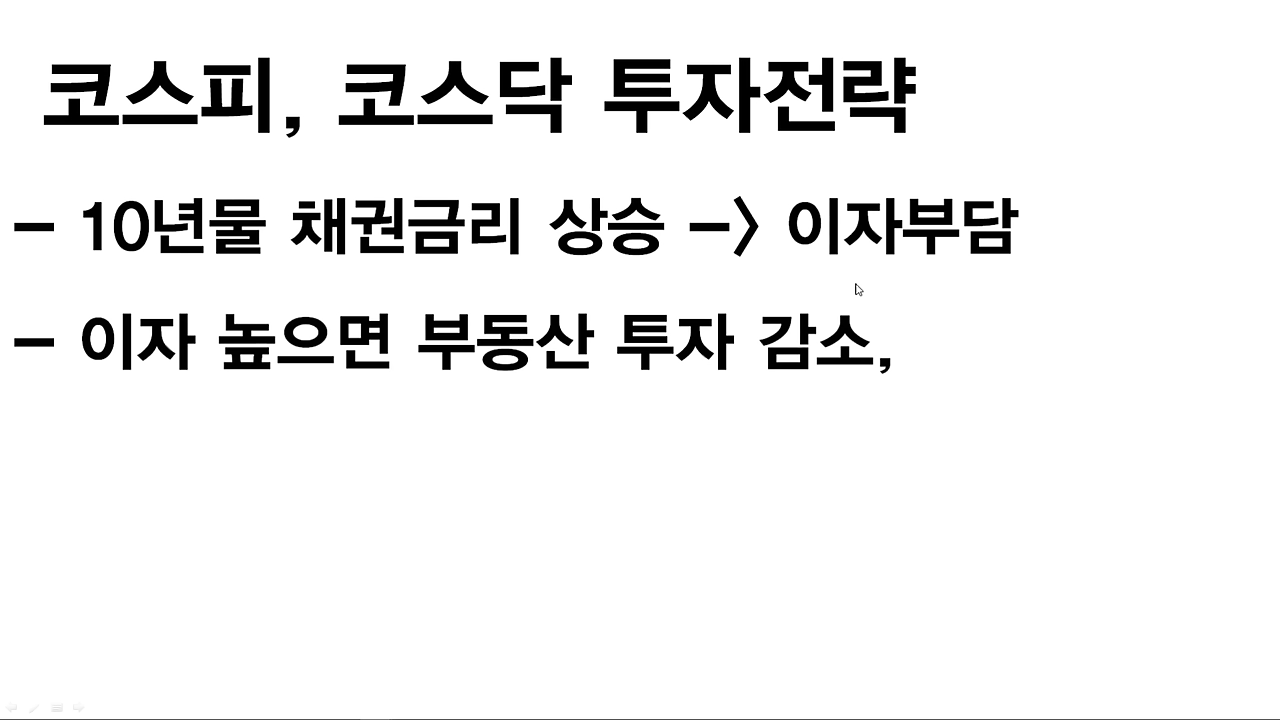 코스피, 코스닥 투자전략
- 10년물 채권금리 상승 -> 이자부담
- 이자 높으면 부동산 투자 감소,